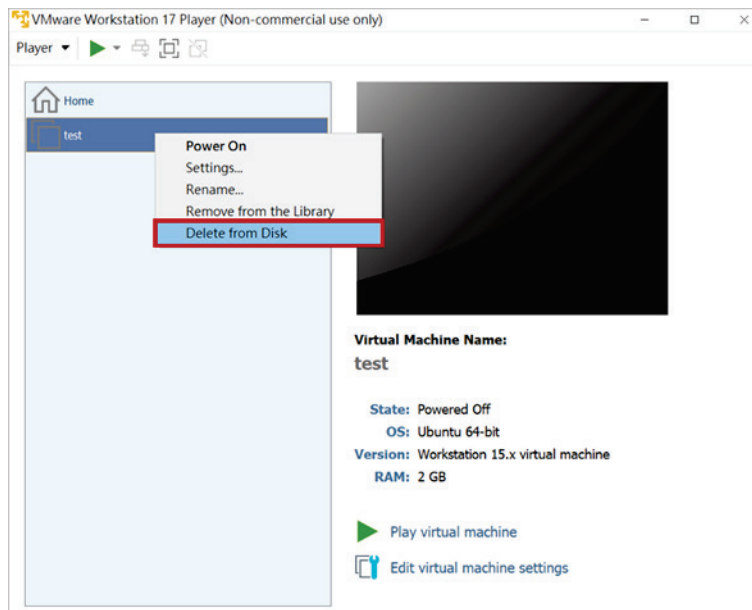 VMware Workstation 17 Player (Non-commercial use only)
Player
Home
test
Power On
Settings...
Rename...
Remove from the Library
Delete from Disk
Virtual Machine Name:
test
State: Powered Off
OS: Ubuntu 64-bit
Version: Workstation 15.x virtual machine
RAM: 2 GB
Play virtual machine
Edit virtual machine settings